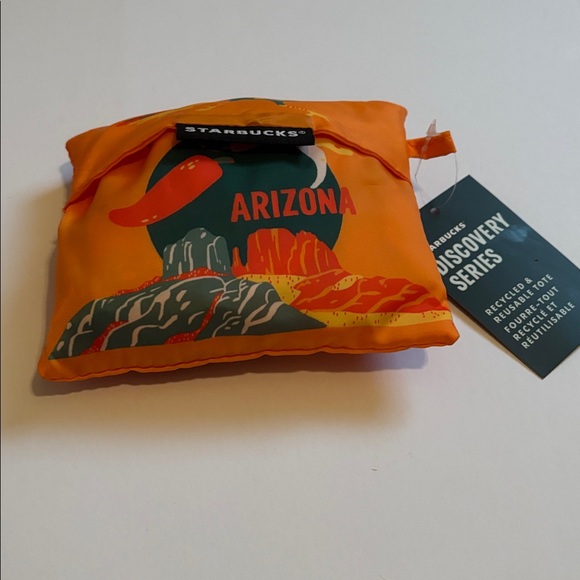 STARBUCKS®
ARIZONA
STARBUCKS
DISCOVERY
SERIES
RECYCLED &
REUSABLE TOTE
FOURRE-TOUT
RECYCLÉ ET
RÉUTILISABLE